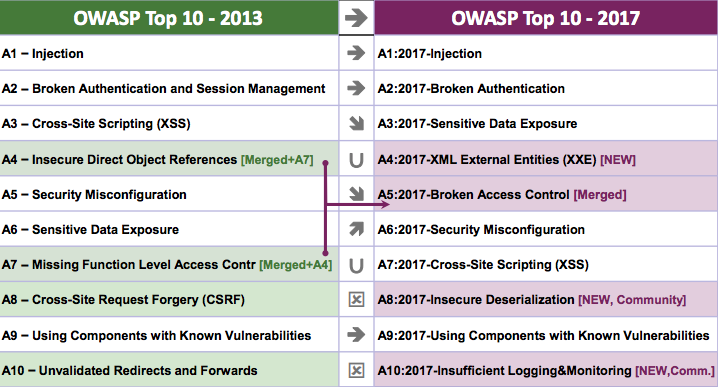 OWASP Top 10 - 2013 OWASP Top 10 - 2017
A1 – Injection A1:2017-Injection
A2 – Broken Authentication and Session Management A2:2017-Broken Authentication
A3 – Cross-Site Scripting (XSS) A3:2017-Sensitive Data Exposure
A4 – Insecure Direct Object References [Merged+A7] U A4:2017-XML External Entities (XXE) [NEW]
A5 – Security Misconfiguration A5:2017-Broken Access Control [Merged]
A6 – Sensitive Data Exposure A6:2017-Security Misconfiguration
A7 – Missing Function Level Access Contr [Merged+A4] U A7:2017-Cross-Site Scripting (XSS)
A8 – Cross-Site Request Forgery (CSRF) A8:2017-Insecure Deserialization [NEW, Community]
A9 – Using Components with Known Vulnerabilities A9:2017-Using Components with Known Vulnerabilities
A10 – Unvalidated Redirects and Forwards A10:2017-Insufficient Logging&Monitoring [NEW,Comm.]